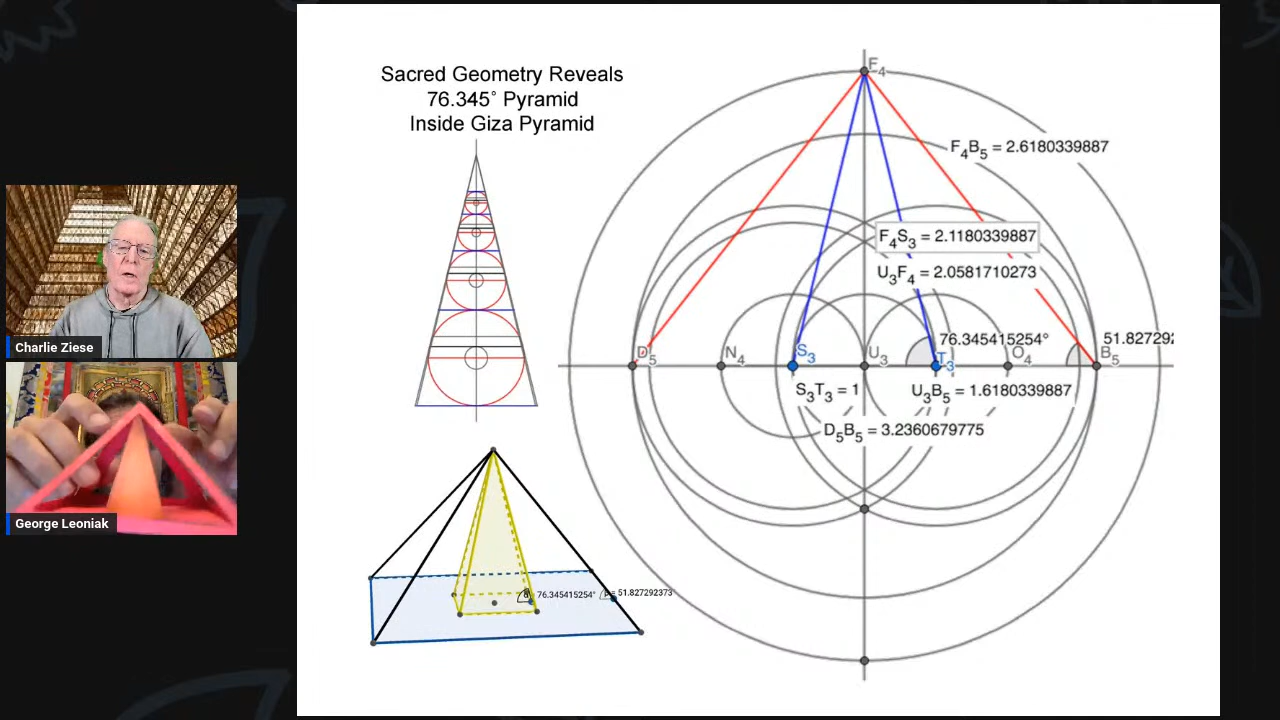 Sacred Geometry Reveals
76.345° Pyramid
Inside Giza Pyramid
F4
F4B5 = 2.6180339887
F4S3 = 2.1180339887
U3F4 = 2.0581710273
76.345415254°
51.82729
D5
N4
S3
U3
T3
O4
B5
S3T3 = 1
U3B5 = 1.6180339887
D5B5 = 3.2360679775
76.345415254°
= 51.827292373
Charlie Ziese
George Leoniak